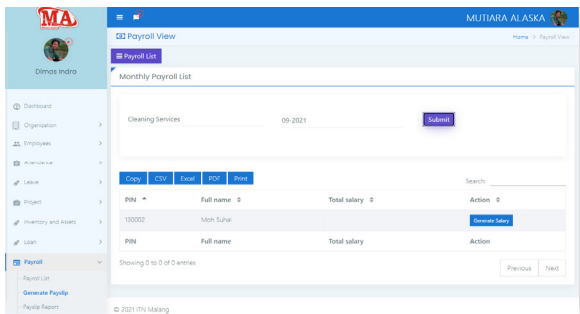 MA
MUTIARA ALASKA
Payroll View
Home > Payroll View
Payroll List
Dimas Indra
Monthly Payroll List
Dashboard
Organization
Employees
Attendance
Leave
Project
Inventory and Assets
Loan
Payroll
Payroll List
Generate Payslip
Payslip Report
Cleaning Services 09-2021 Submit
Copy CSV Excel PDF Print
Search:
PIN Full name Total salary Action
130002 Moh Suhai Generate Salary
PIN Full name Total salary Action
Showing 0 to 0 of 0 entries
Previous Next
© 2021 ITN Malang